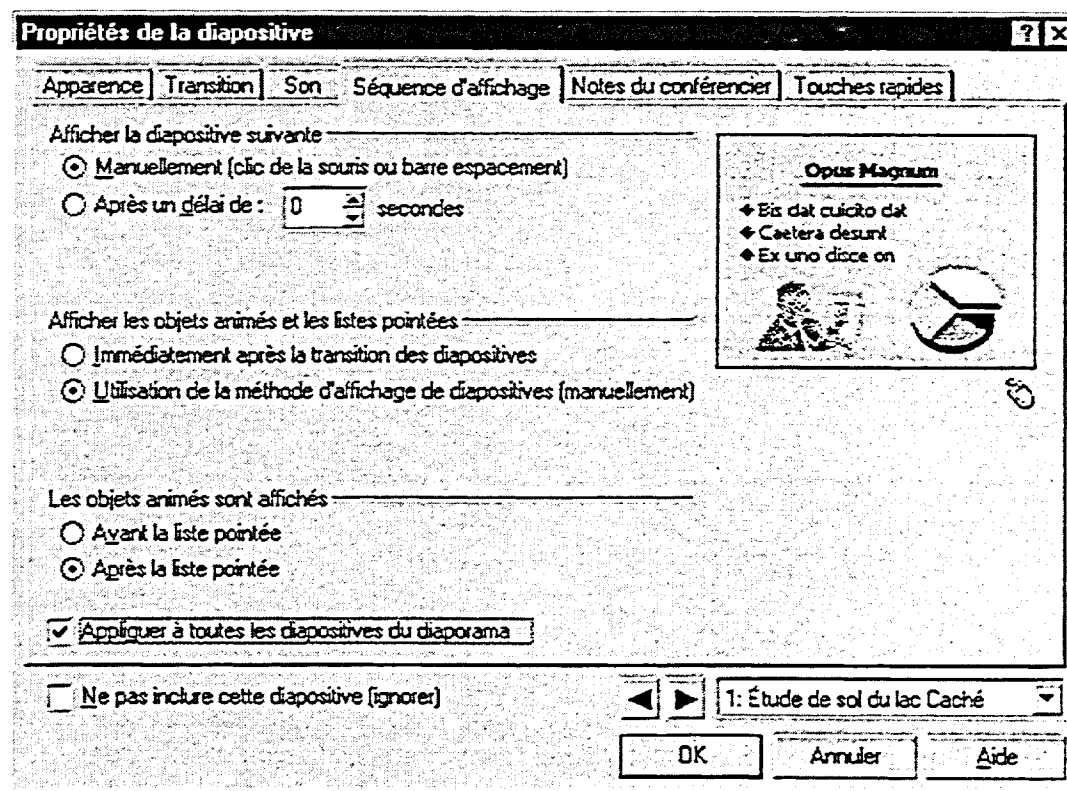 Propriétés de la diapositive
Apparence Transition Son Séquence d'affichage Notes du conférencier Touches rapides
Afficher la diapositive suivante
Manuellement (clic de la souris ou barre espacement)
Après un délai de : 0 secondes
Afficher les objets animés et les listes pointées
Immédiatement après la transition des diapositives
Utilisation de la méthode d'affichage de diapositives (manuellement)
Les objets animés sont affichés
Avant la liste pointée
Après la liste pointée
Appliquer à toutes les diapositives du diaporama
Opus Magnum
Bis dat cuicito dat
Caetera desunt
Ex uno disce on
Ne pas inclure cette diapositive (ignorer)
1: Étude de sol du lac Caché
OK Annuler Aide